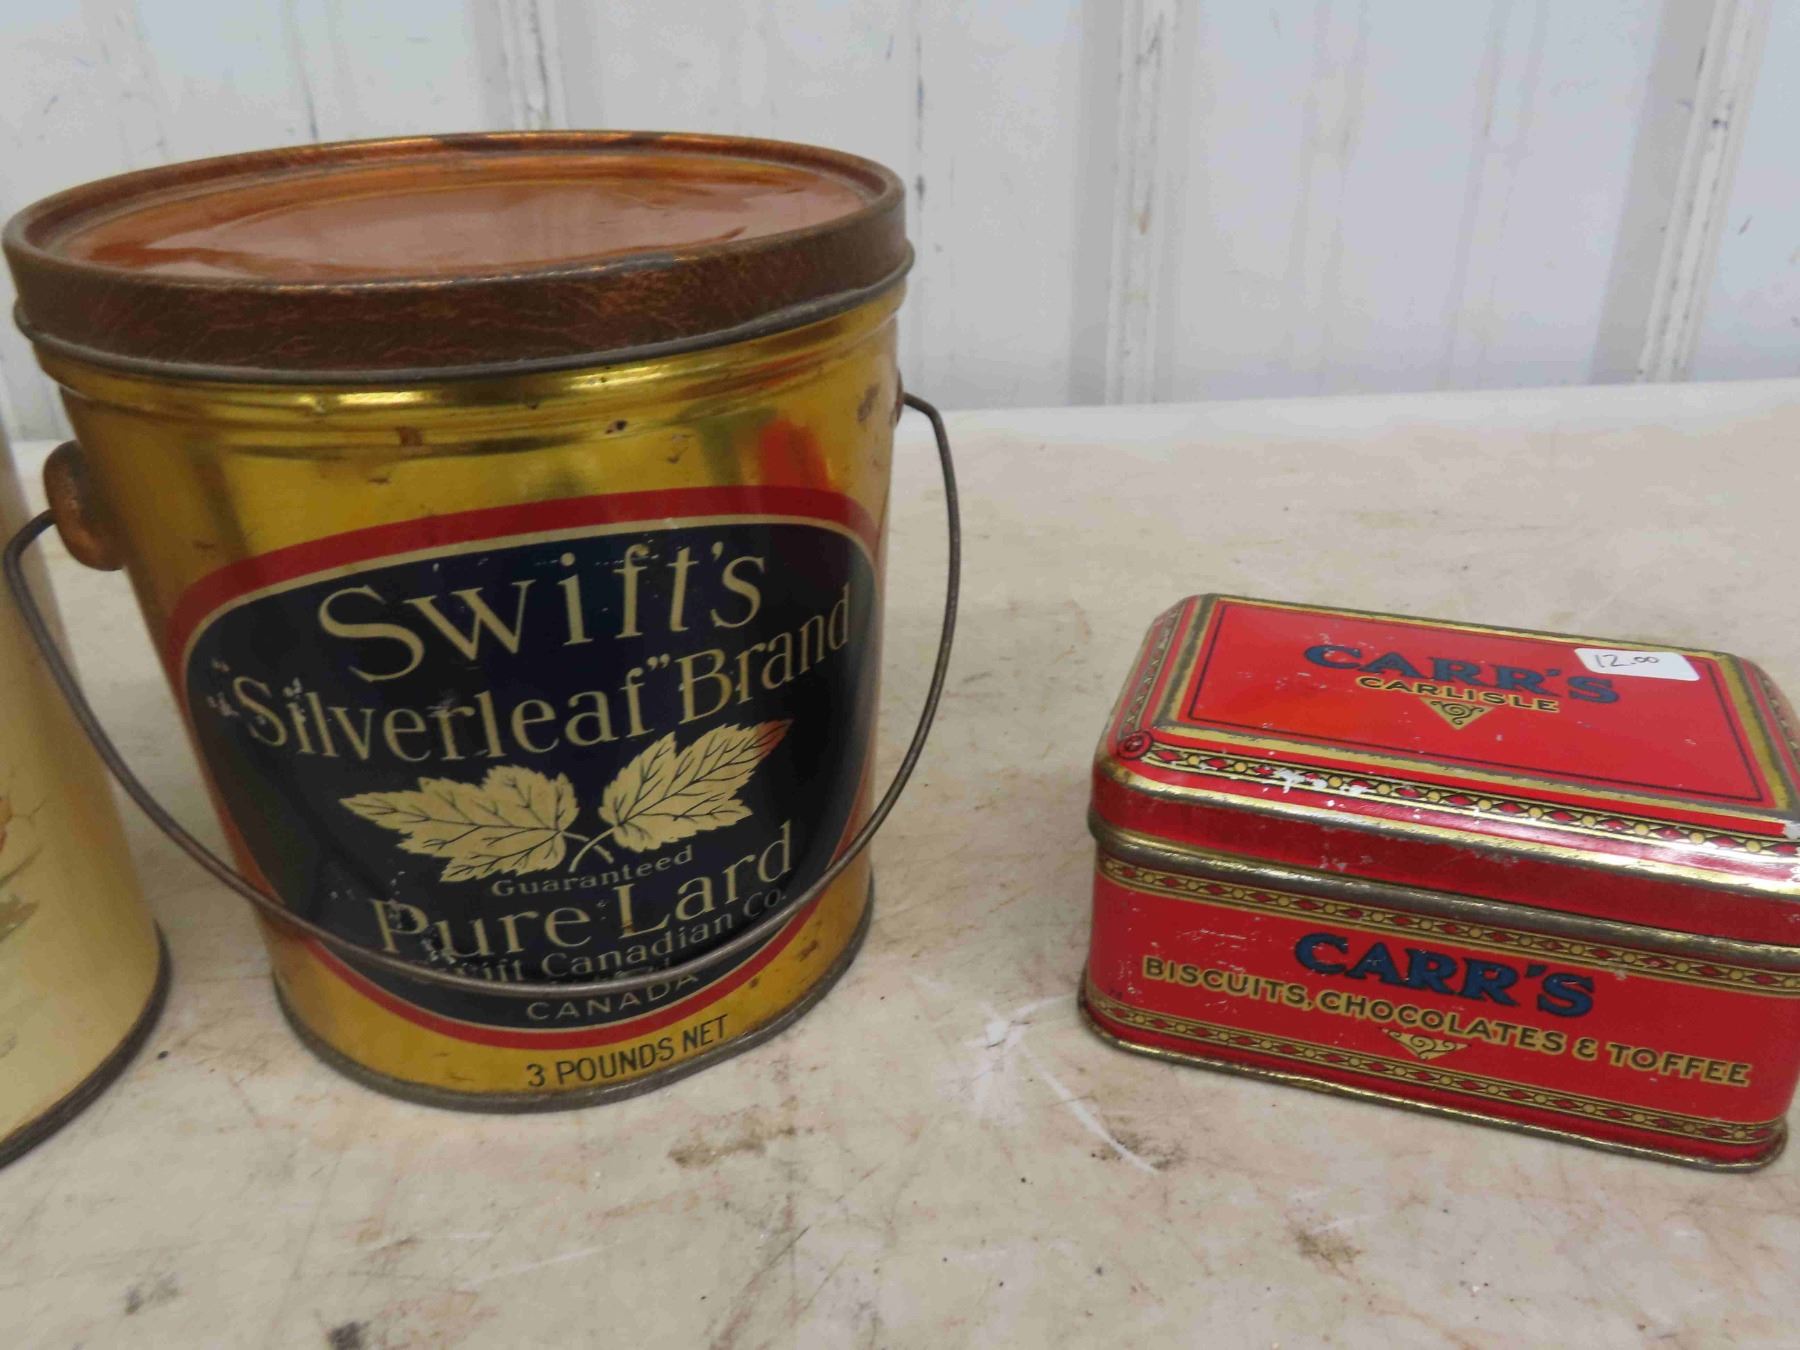 Swift's
"Silverleaf" Brand
Guaranteed
Pure Lard
Canadian Co.
CANADA
3 POUNDS NET
CARR'S
CARLISLE
12.00
CARR'S
BISCUITS, CHOCOLATES & TOFFEE